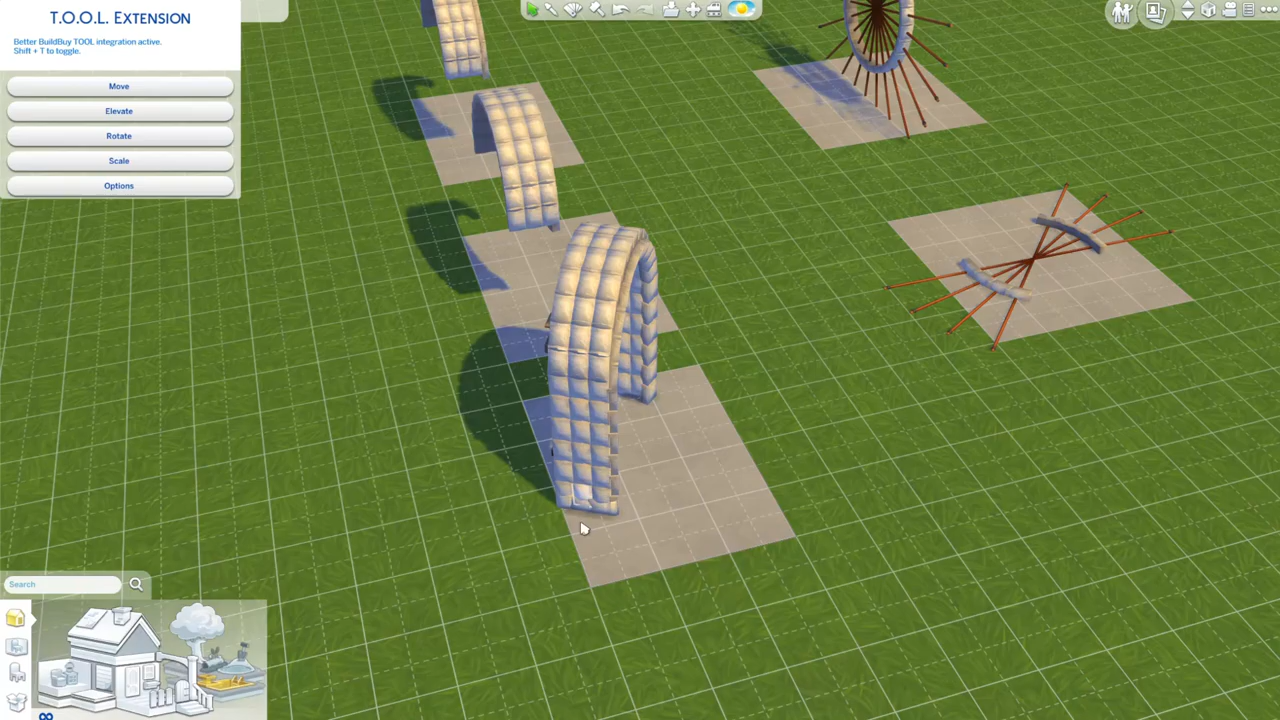 T.O.O.L. EXTENSION
Better BuildBuy TOOL integration active.
Shift + T to toggle.
Move
Elevate
Rotate
Scale
Options
Search